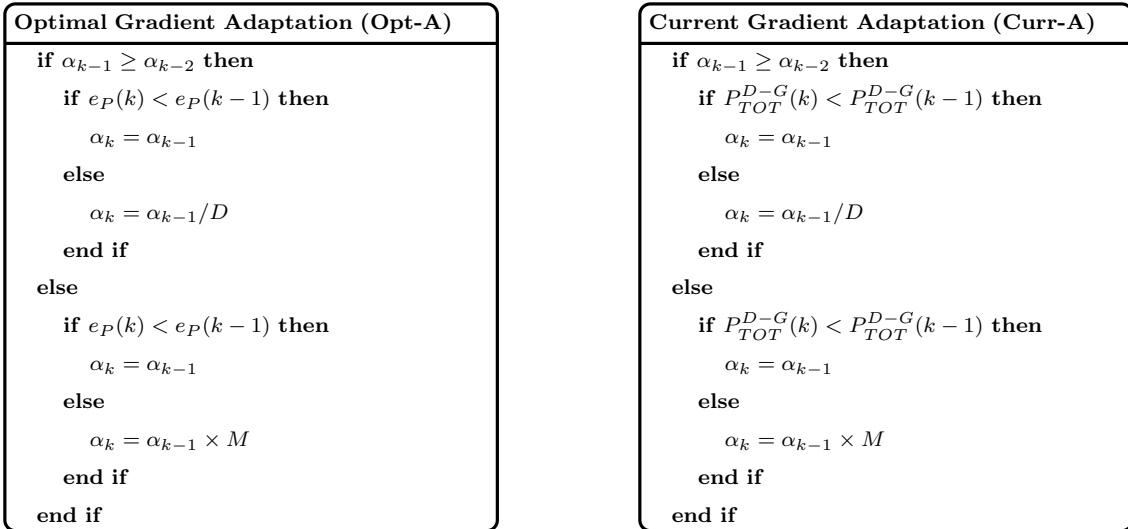 Optimal Gradient Adaptation (Opt-A)
if α_{k−1} ≥ α_{k−2} then
if e_P(k) < e_P(k − 1) then
α_k = α_{k−1}
else
α_k = α_{k−1}/D
end if
else
if e_P(k) < e_P(k − 1) then
α_k = α_{k−1}
else
α_k = α_{k−1} × M
end if
end if
Current Gradient Adaptation (Curr-A)
if α_{k−1} ≥ α_{k−2} then
if P_{TOT}^{D−G}(k) < P_{TOT}^{D−G}(k − 1) then
α_k = α_{k−1}
else
α_k = α_{k−1}/D
end if
else
if P_{TOT}^{D−G}(k) < P_{TOT}^{D−G}(k − 1) then
α_k = α_{k−1}
else
α_k = α_{k−1} × M
end if
end if